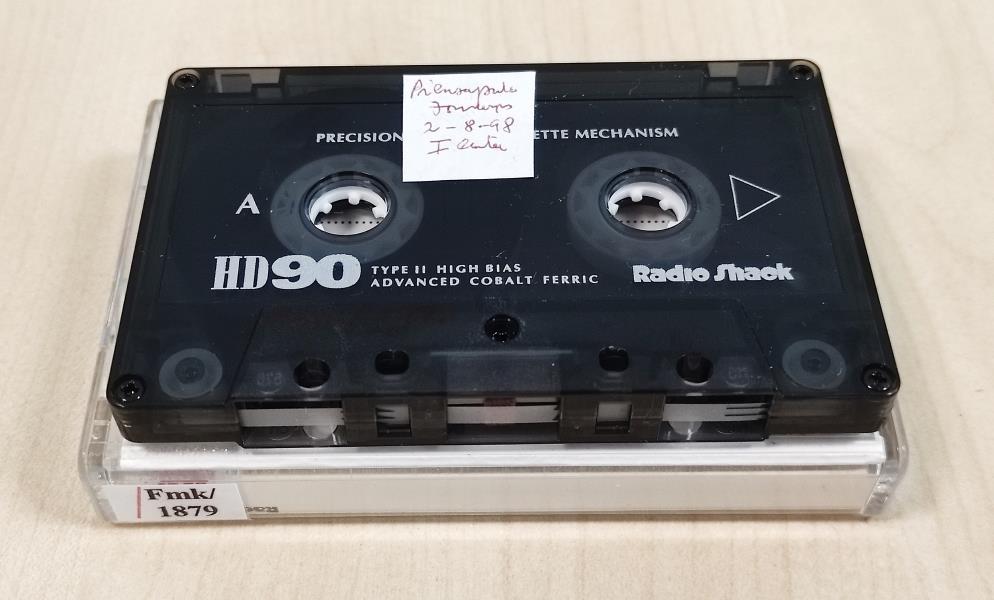 2-8-98
I
PRECISION ETTE MECHANISM
A
HD90 TYPE II HIGH BIAS
ADVANCED COBALT FERRIC
Radio Shack
Fmk/
1879